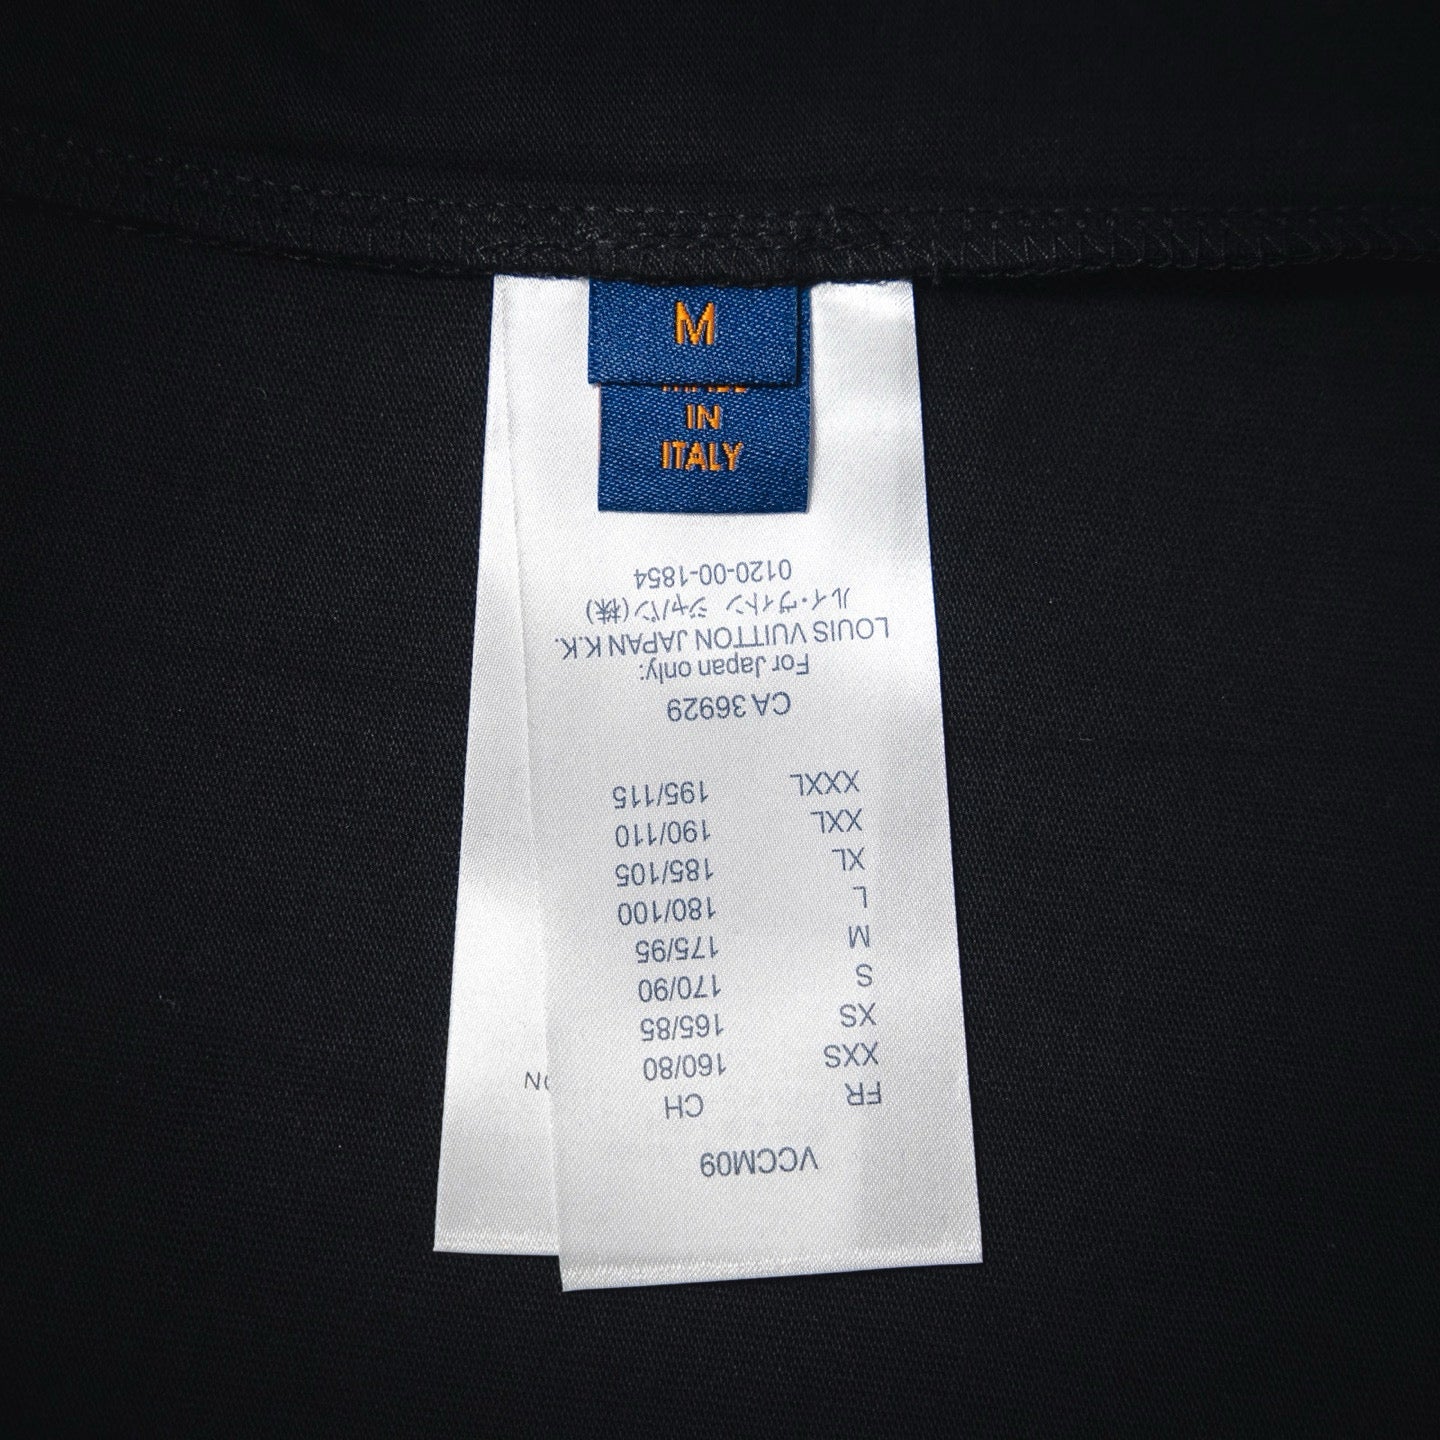 M
IN
ITALY
VCCM09
FR CH
XXS 160/80
XS 165/85
S 170/90
M 175/95
L 180/100
XL 185/105
XXL 190/110
XXXL 195/115
CA 36929
For Japan only:
LOUIS VUITTON JAPAN K.K.
ルイ・ヴィトン ジャパン(株)
0120-00-1854